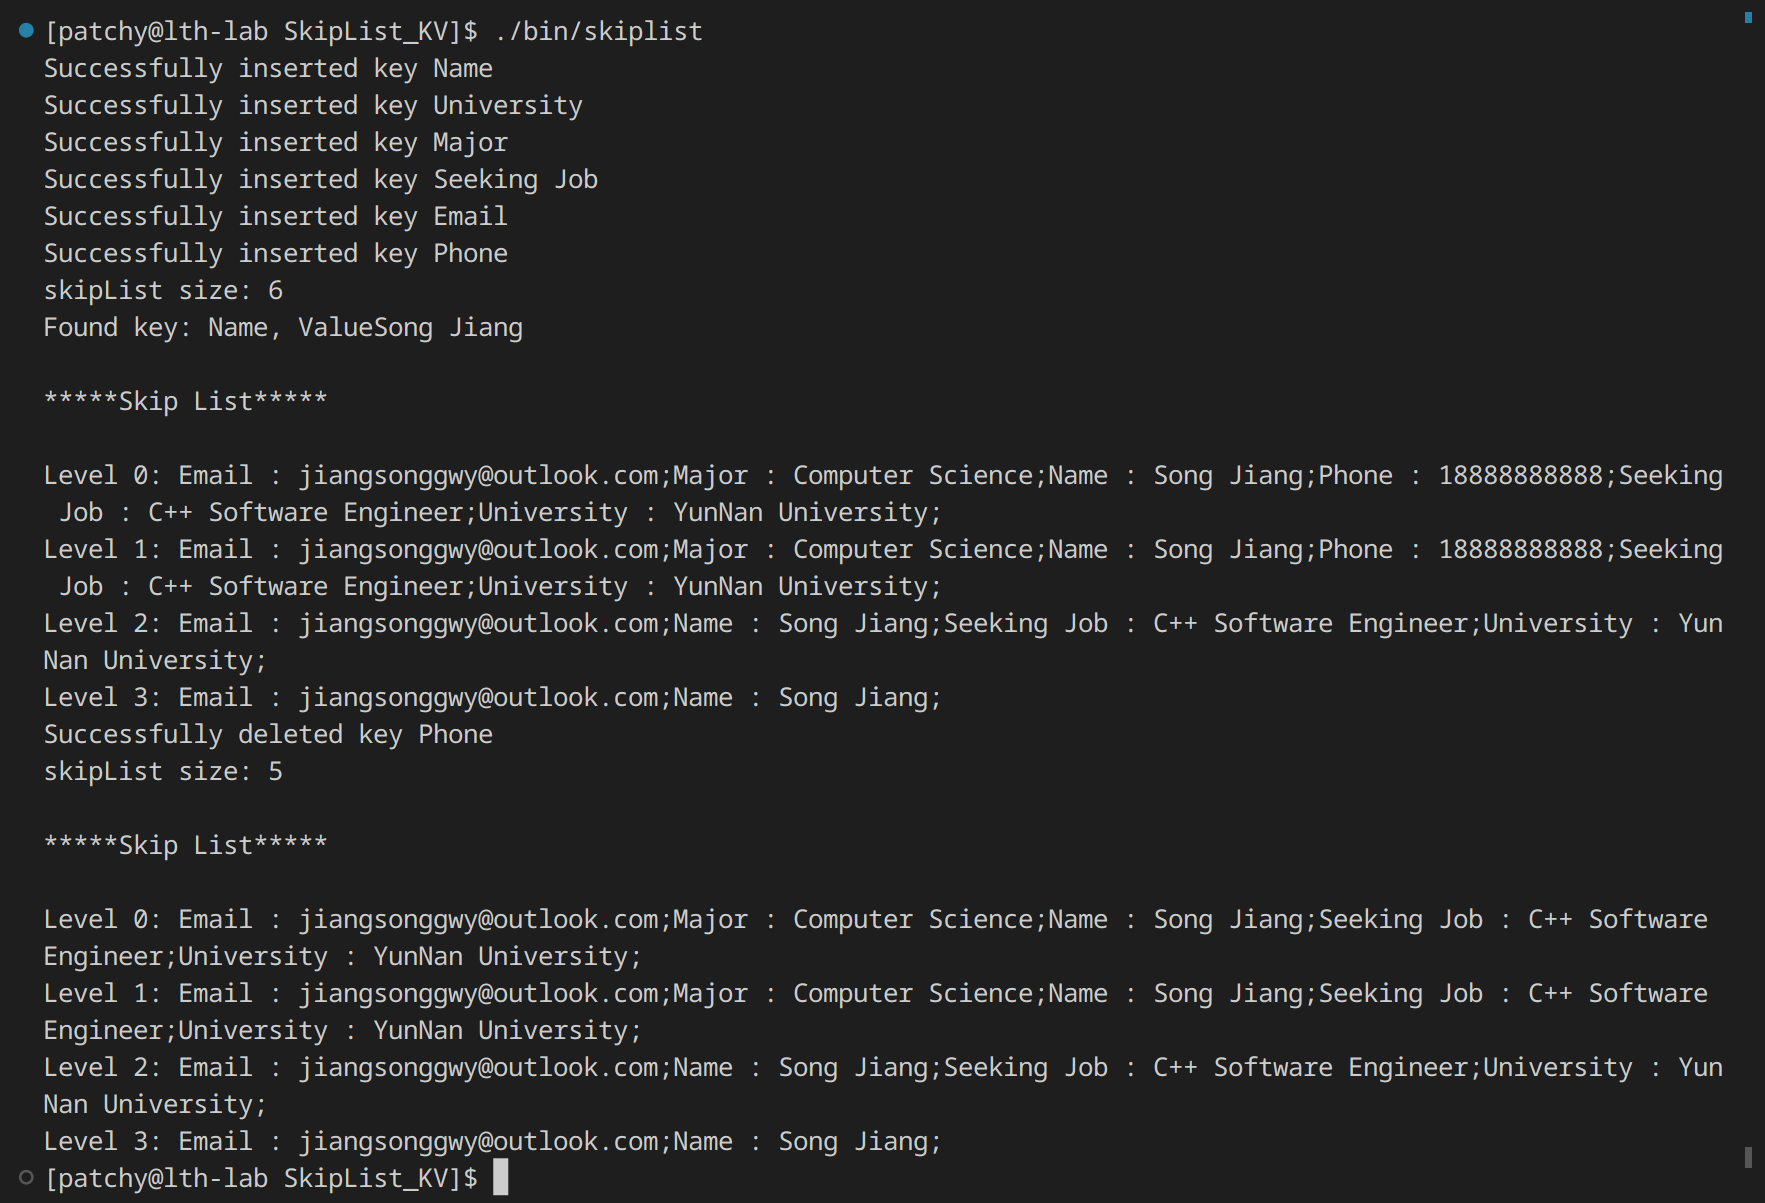 [patchy@lth-lab SkipList_KV]$ ./bin/skiplist
Successfully inserted key Name
Successfully inserted key University
Successfully inserted key Major
Successfully inserted key Seeking Job
Successfully inserted key Email
Successfully inserted key Phone
skipList size: 6
Found key: Name, ValueSong Jiang
*****Skip List*****
Level 0: Email : jiangsonggwy@outlook.com;Major : Computer Science;Name : Song Jiang;Phone : 18888888888;Seeking
 Job : C++ Software Engineer;University : YunNan University;
Level 1: Email : jiangsonggwy@outlook.com;Major : Computer Science;Name : Song Jiang;Phone : 18888888888;Seeking
 Job : C++ Software Engineer;University : YunNan University;
Level 2: Email : jiangsonggwy@outlook.com;Name : Song Jiang;Seeking Job : C++ Software Engineer;University : Yun
Nan University;
Level 3: Email : jiangsonggwy@outlook.com;Name : Song Jiang;
Successfully deleted key Phone
skipList size: 5
*****Skip List*****
Level 0: Email : jiangsonggwy@outlook.com;Major : Computer Science;Name : Song Jiang;Seeking Job : C++ Software
Engineer;University : YunNan University;
Level 1: Email : jiangsonggwy@outlook.com;Major : Computer Science;Name : Song Jiang;Seeking Job : C++ Software
Engineer;University : YunNan University;
Level 2: Email : jiangsonggwy@outlook.com;Name : Song Jiang;Seeking Job : C++ Software Engineer;University : Yun
Nan University;
Level 3: Email : jiangsonggwy@outlook.com;Name : Song Jiang;
[patchy@lth-lab SkipList_KV]$